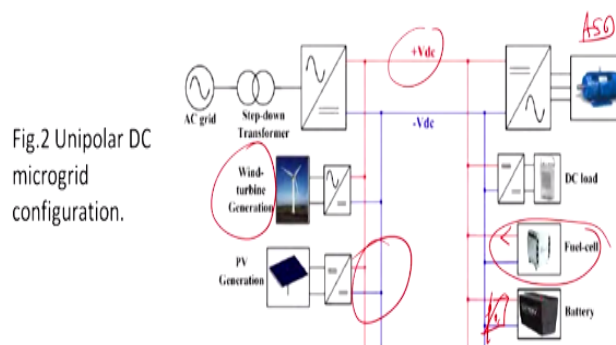 Fig.2 Unipolar DC
microgrid
configuration.
AC grid
Step-down
Transformer
+Vdc
-Vdc
ASD
Wind-
turbine
Generation
PV
Generation
DC load
Fuel-cell
Battery